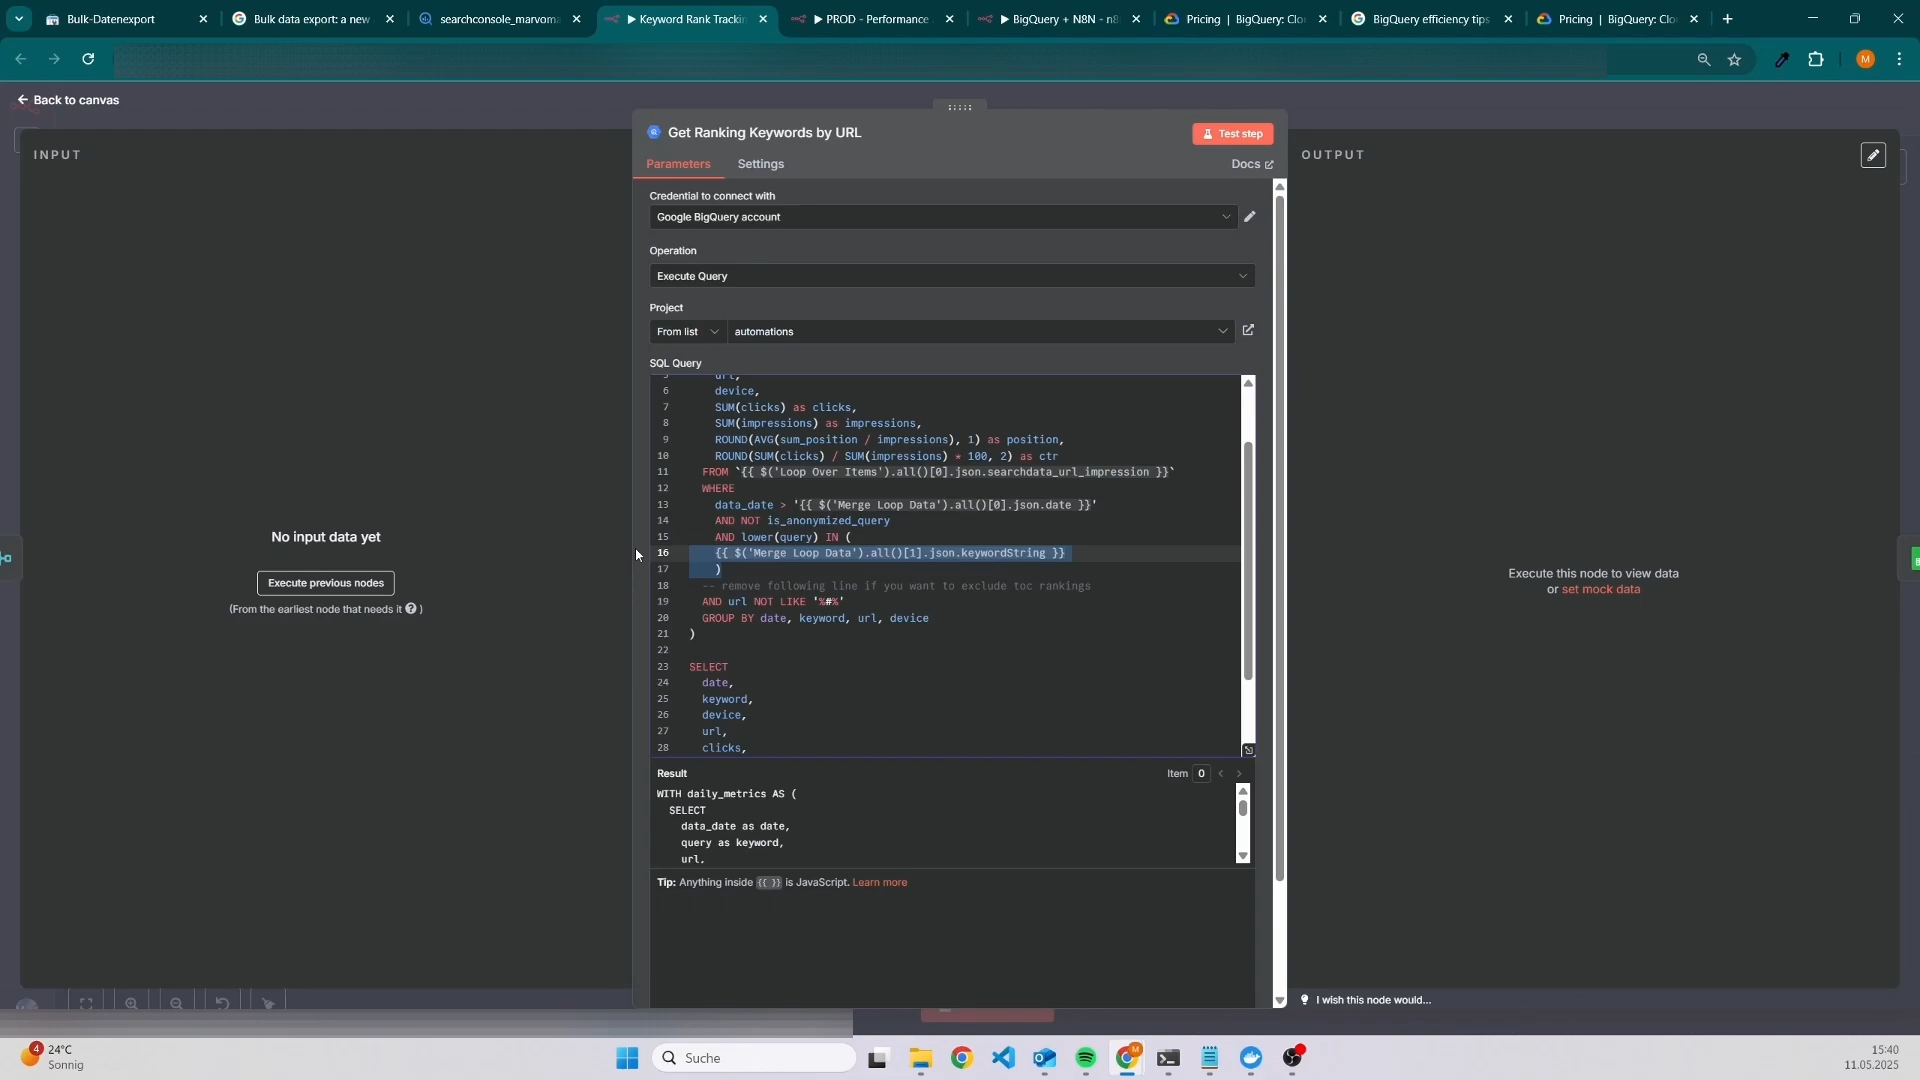 Bulk-Datenexport
Bulk data export: a new
searchconsole_marvoma
▶ Keyword Rank Trackin
▶ PROD - Performance
▶ BigQuery + N8N - n8
Pricing | BigQuery: Clo
BigQuery efficiency tips
Pricing | BigQuery: Clo
M
Back to canvas
INPUT
Get Ranking Keywords by URL
Test step
OUTPUT
Parameters
Settings
Docs
Credential to connect with
Google BigQuery account
Operation
Execute Query
Project
From list
automations
SQL Query
5 url,
6 device,
7 SUM(clicks) as clicks,
8 SUM(impressions) as impressions,
9 ROUND(AVG(sum_position / impressions), 1) as position,
10 ROUND(SUM(clicks) / SUM(impressions) * 100, 2) as ctr
11 FROM `{{ $('Loop Over Items').all()[0].json.searchdata_url_impression }}`
12 WHERE
13 data_date > '{{ $('Merge Loop Data').all()[0].json.date }}'
14 AND NOT is_anonymized_query
15 AND lower(query) IN (
16 {{ $('Merge Loop Data').all()[1].json.keywordString }}
17 )
18 -- remove following line if you want to exclude toc rankings
19 AND url NOT LIKE '%#%'
20 GROUP BY date, keyword, url, device
21 )
22
23 SELECT
24 date,
25 keyword,
26 device,
27 url,
28 clicks,
Result
Item 0
WITH daily_metrics AS (
SELECT
data_date as date,
query as keyword,
url,
Tip: Anything inside {{ }} is JavaScript. Learn more
No input data yet
Execute previous nodes
(From the earliest node that needs it ?)
Execute this node to view data
or set mock data
I wish this node would...
4
24°C
Sonnig
Suche
M
15:40
11.05.2025